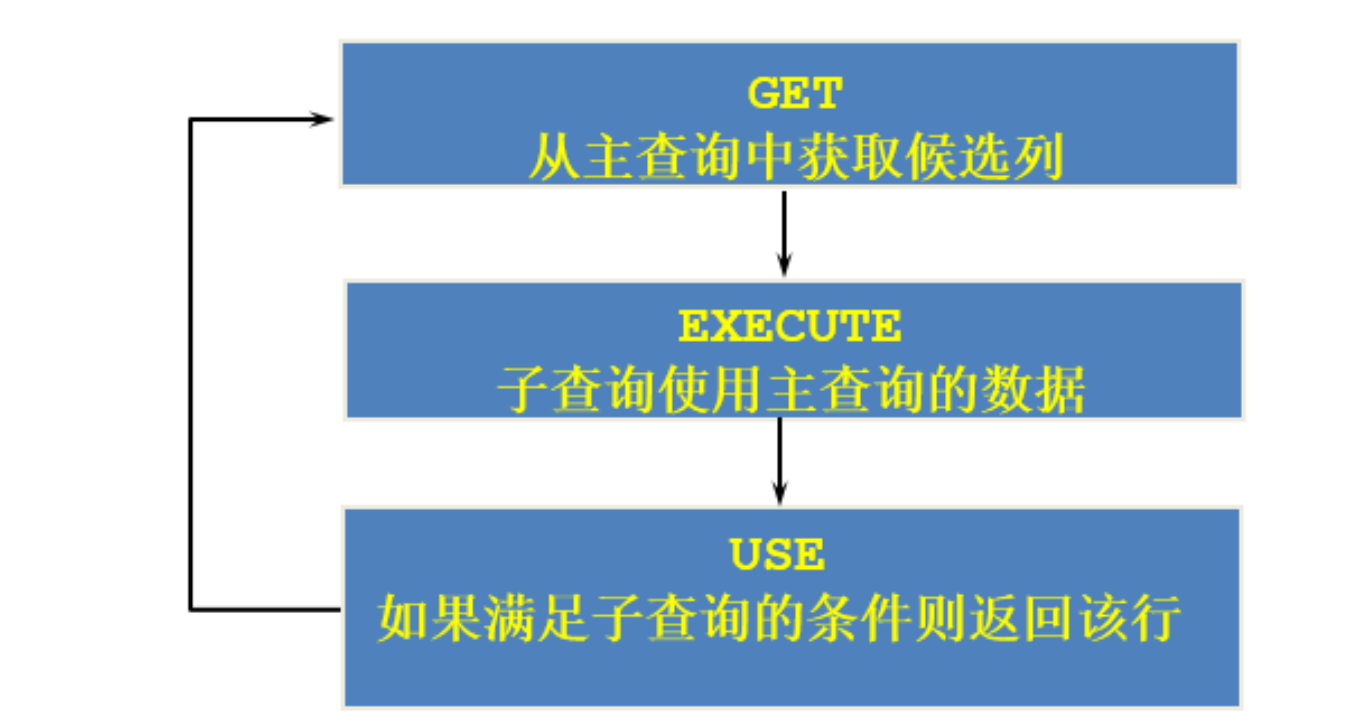 GET
从主查询中获取候选列
EXECUTE
子查询使用主查询的数据
USE
如果满足子查询的条件则返回该行